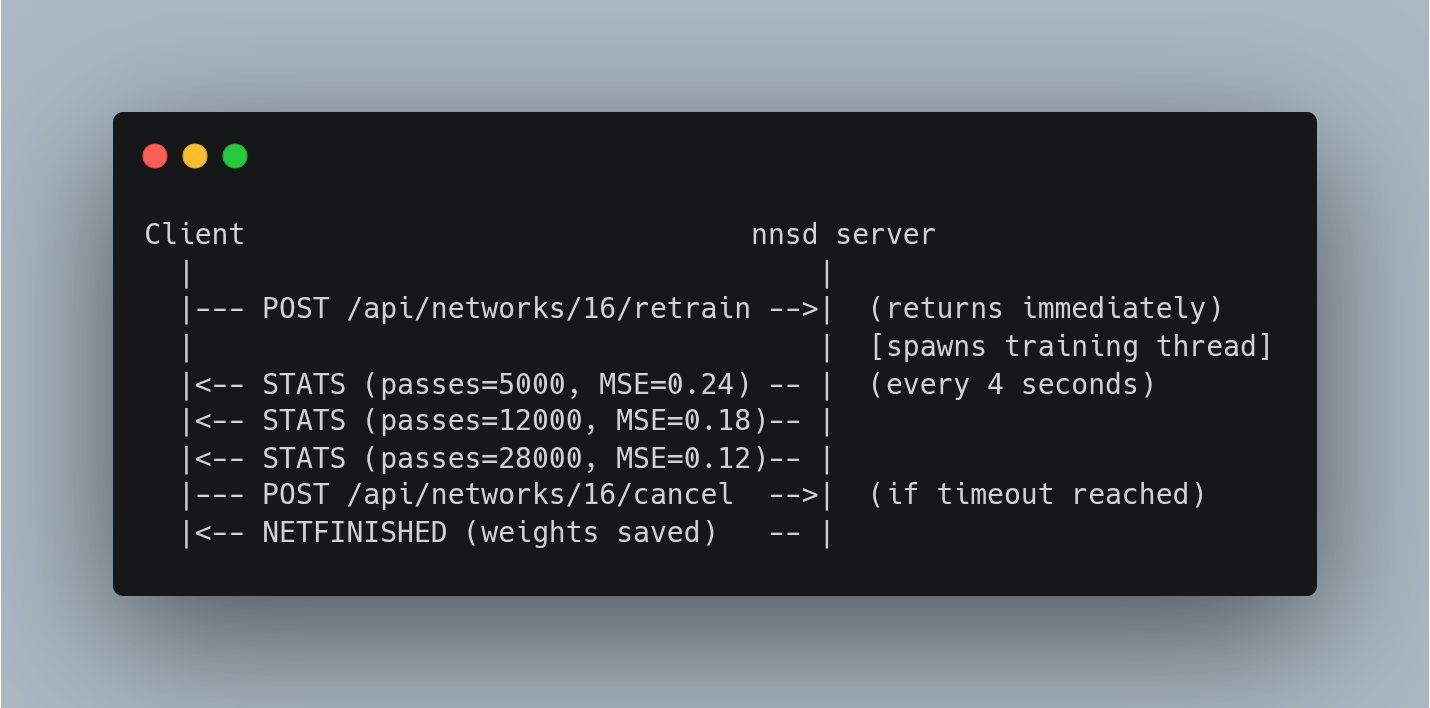 Client                              nnsd server
  |                                     |
  |--- POST /api/networks/16/retrain -->|  (returns immediately)
  |                                     |  [spawns training thread]
  |<-- STATS (passes=5000, MSE=0.24) -- |  (every 4 seconds)
  |<-- STATS (passes=12000, MSE=0.18)-- |
  |<-- STATS (passes=28000, MSE=0.12)-- |
  |--- POST /api/networks/16/cancel  -->|  (if timeout reached)
  |<-- NETFINISHED (weights saved)   -- |